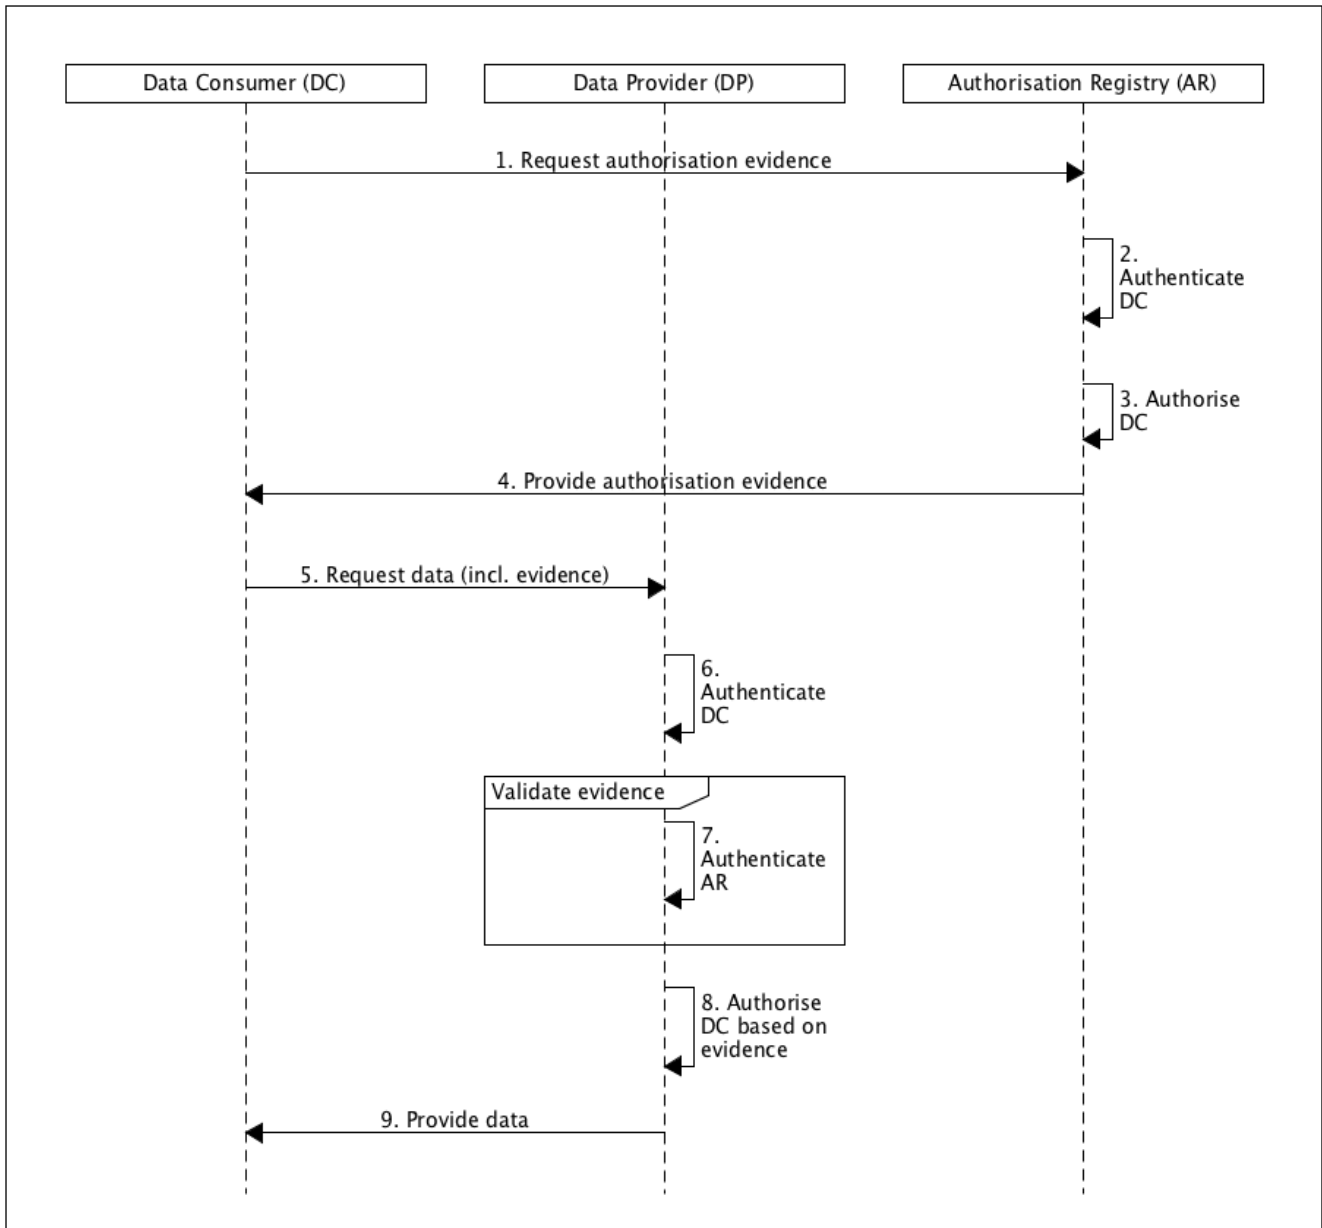 Data Consumer (DC)
Data Provider (DP)
Authorisation Registry (AR)
1. Request authorisation evidence
2.
Authenticate
DC
3. Authorise
DC
4. Provide authorisation evidence
5. Request data (incl. evidence)
6.
Authenticate
DC
Validate evidence
7.
Authenticate
AR
8. Authorise
DC based on
evidence
9. Provide data